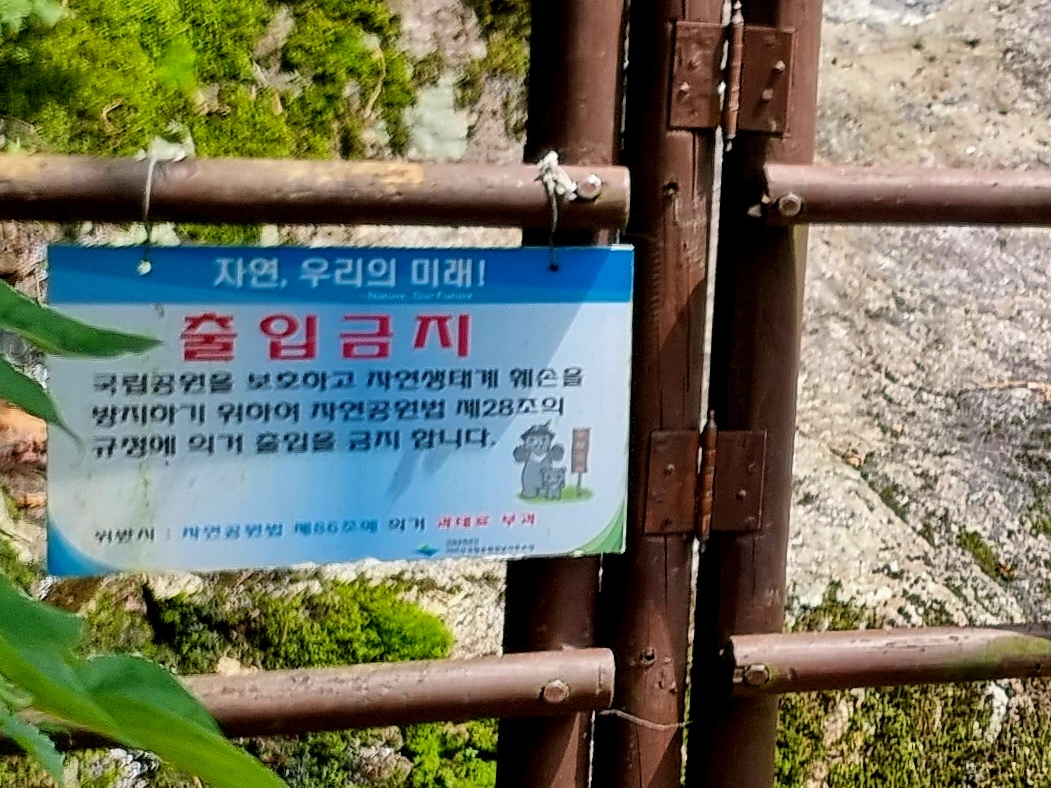 자연, 우리의 미래!
Nature, Our Future
출입금지
국립공원을 보호하고 자연생태계 훼손을
방지하기 위하여 자연공원법 제28조의
규정에 의거 출입을 금지 합니다.
위반시 : 자연공원법 제86조에 의거 과태료 부과